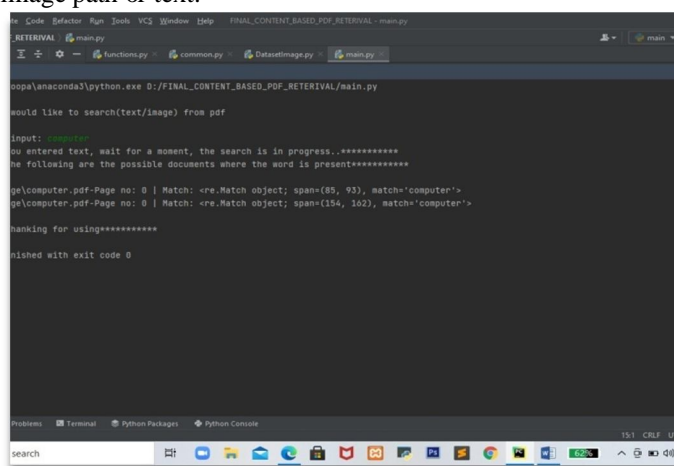 image path or text.
te Code Refactor Run Tools VCS Window Help FINAL_CONTENT_BASED_PDF_RETERIVAL - main.py
_RETERIVAL main.py main
functions.py common.py DatasetImage.py main.py
oopa\anaconda3\python.exe D:/FINAL_CONTENT_BASED_PDF_RETERIVAL/main.py
would like to search(text/image) from pdf
input: computer
ou entered text, wait for a moment, the search is in progress..***********
he following are the possible documents where the word is present***********
ge\computer.pdf-Page no: 0 | Match: <re.Match object; span=(85, 93), match='computer'>
ge\computer.pdf-Page no: 0 | Match: <re.Match object; span=(154, 162), match='computer'>
hanking for using***********
nished with exit code 0
Problems Terminal Python Packages Python Console
15:1 CRLF U
search 62%